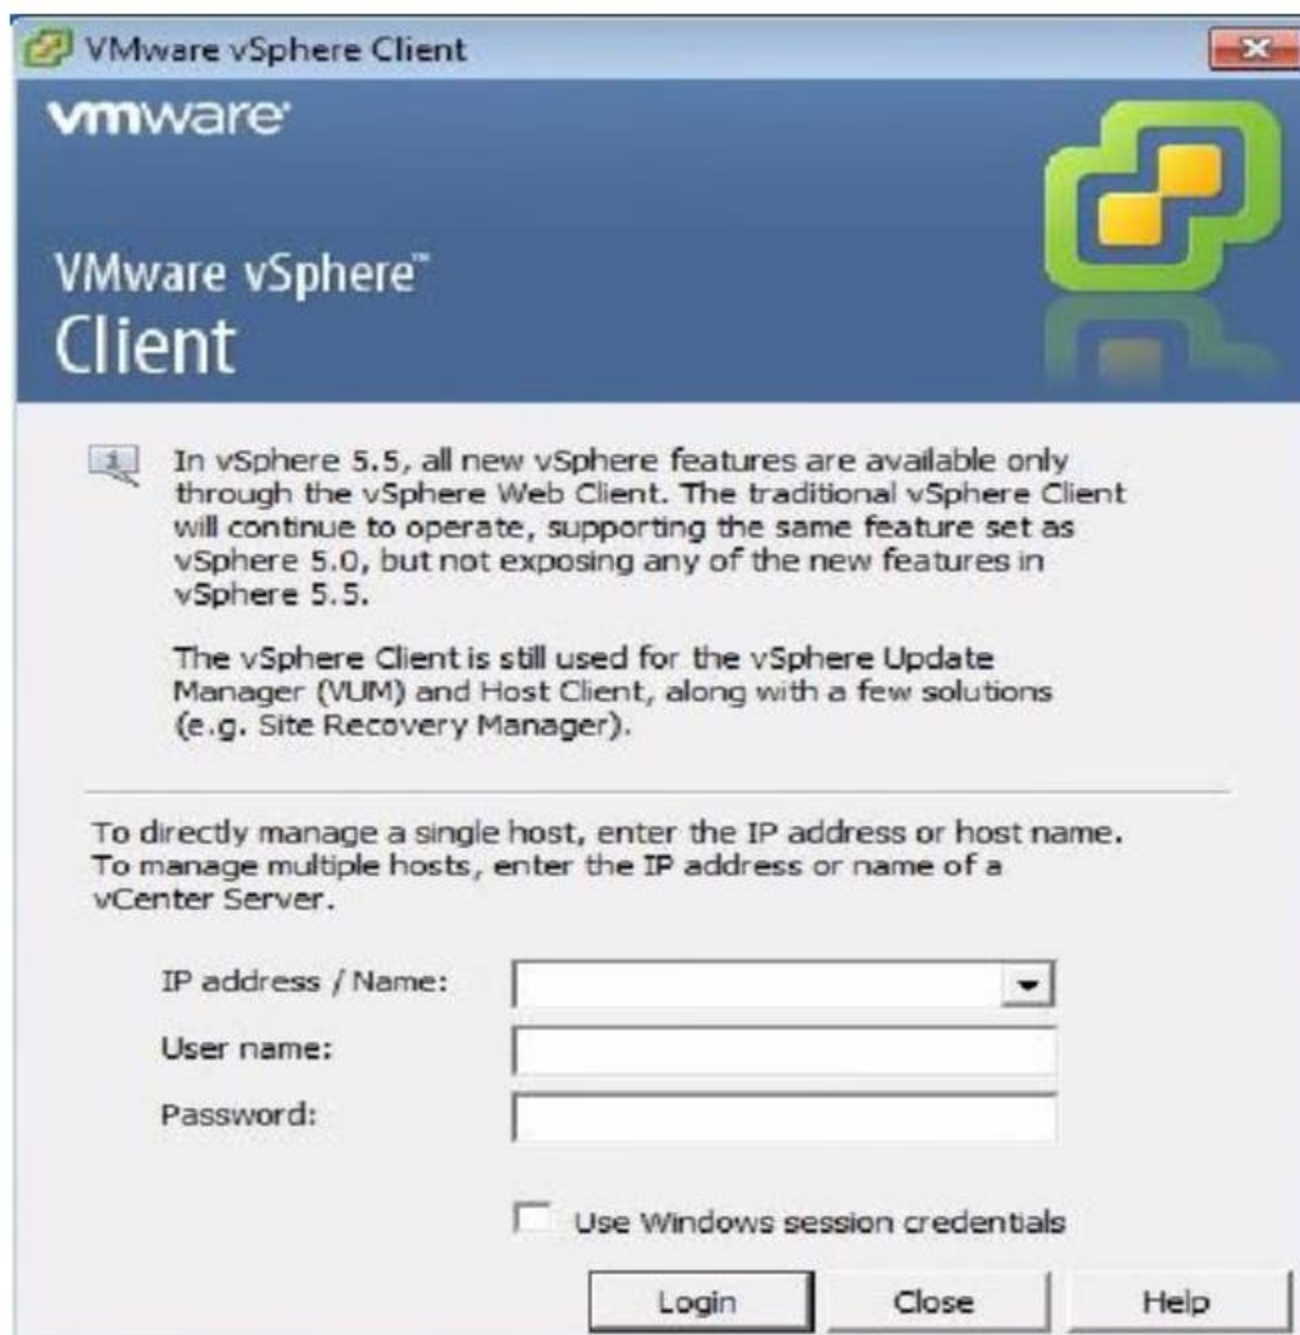 VMware vSphere Client
vmware
VMware vSphere™
Client
In vSphere 5.5, all new vSphere features are available only
through the vSphere Web Client. The traditional vSphere Client
will continue to operate, supporting the same feature set as
vSphere 5.0, but not exposing any of the new features in
vSphere 5.5.
The vSphere Client is still used for the vSphere Update
Manager (VUM) and Host Client, along with a few solutions
(e.g. Site Recovery Manager).
To directly manage a single host, enter the IP address or host name.
To manage multiple hosts, enter the IP address or name of a
vCenter Server.
IP address / Name:
User name:
Password:
Use Windows session credentials
Login Close Help